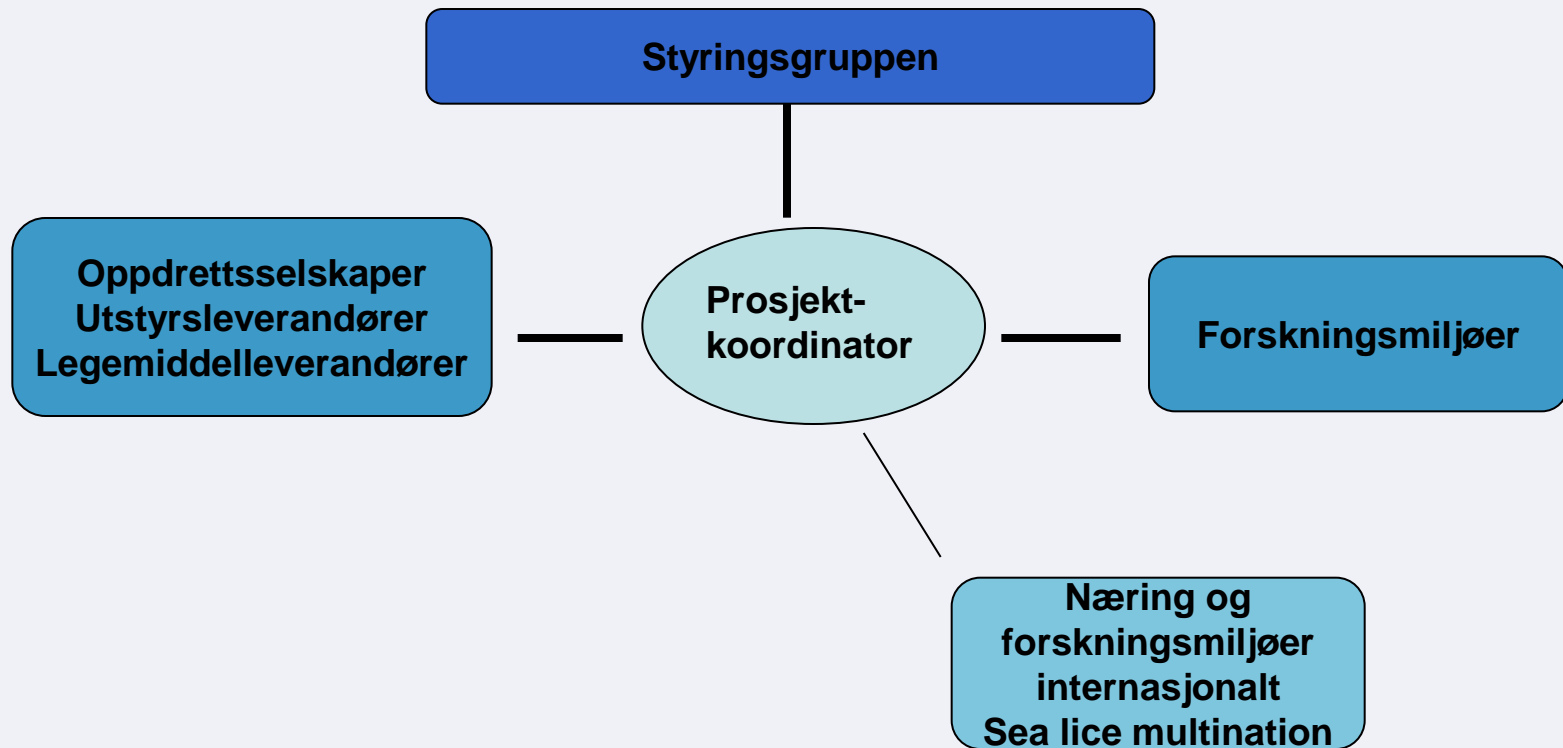 Styringsgruppen
Oppdrettsselskaper
Utstyrsleverandører
Legemiddelleverandører
Prosjekt-
koordinator
Forskningsmiljøer
Næring og
forskningsmiljøer
internasjonalt
Sea lice multination